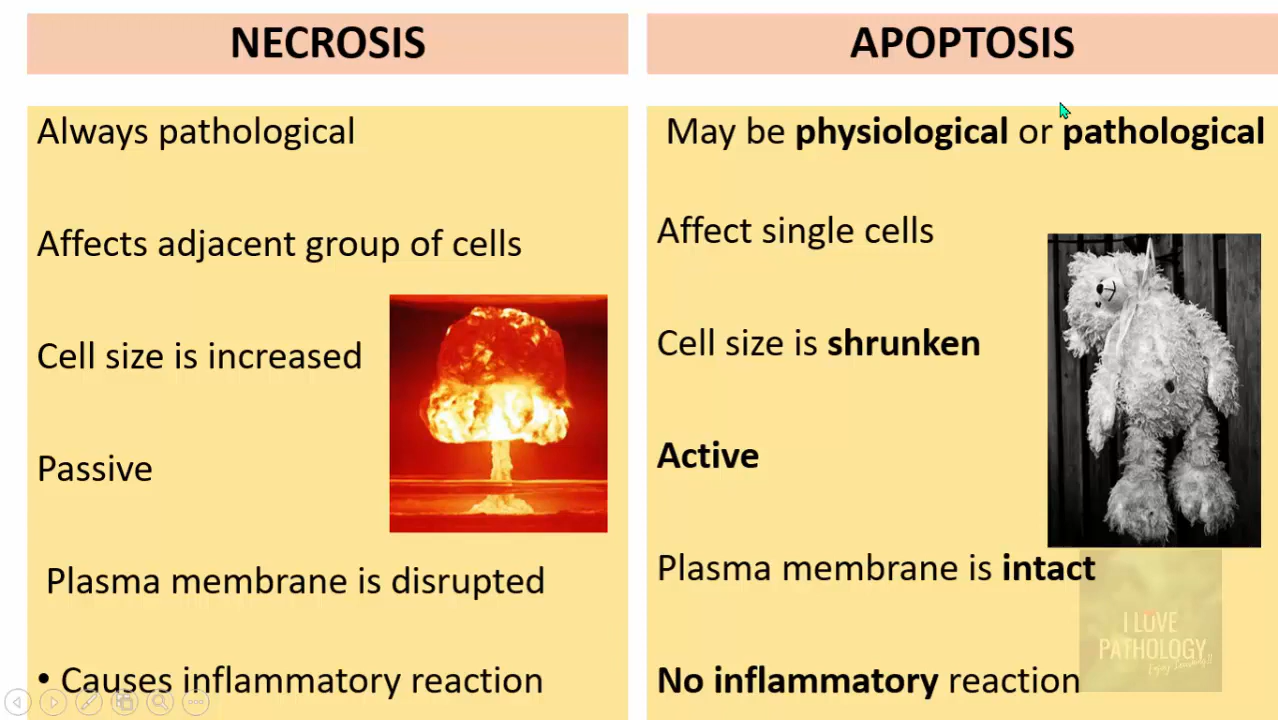 NECROSIS
Always pathological
Affects adjacent group of cells
Cell size is increased
Passive
Plasma membrane is disrupted
• Causes inflammatory reaction
APOPTOSIS
May be physiological or pathological
Affect single cells
Cell size is shrunken
Active
Plasma membrane is intact
No inflammatory reaction
I LOVE
PATHOLOGY
Enjoy Learning!!